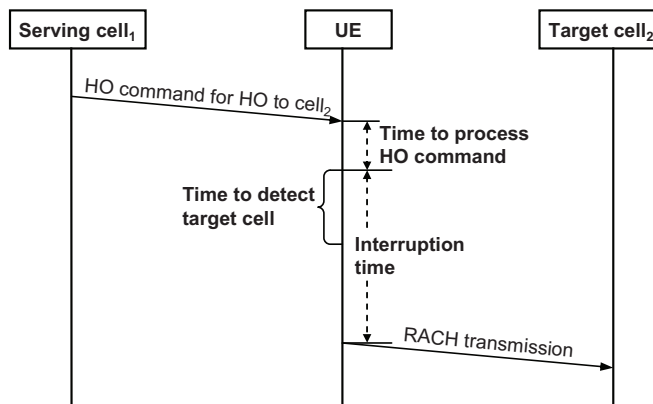 Serving cell₁
UE
Target cell₂
HO command for HO to cell₂
Time to process
HO command
Time to detect
target cell
Interruption
time
RACH transmission